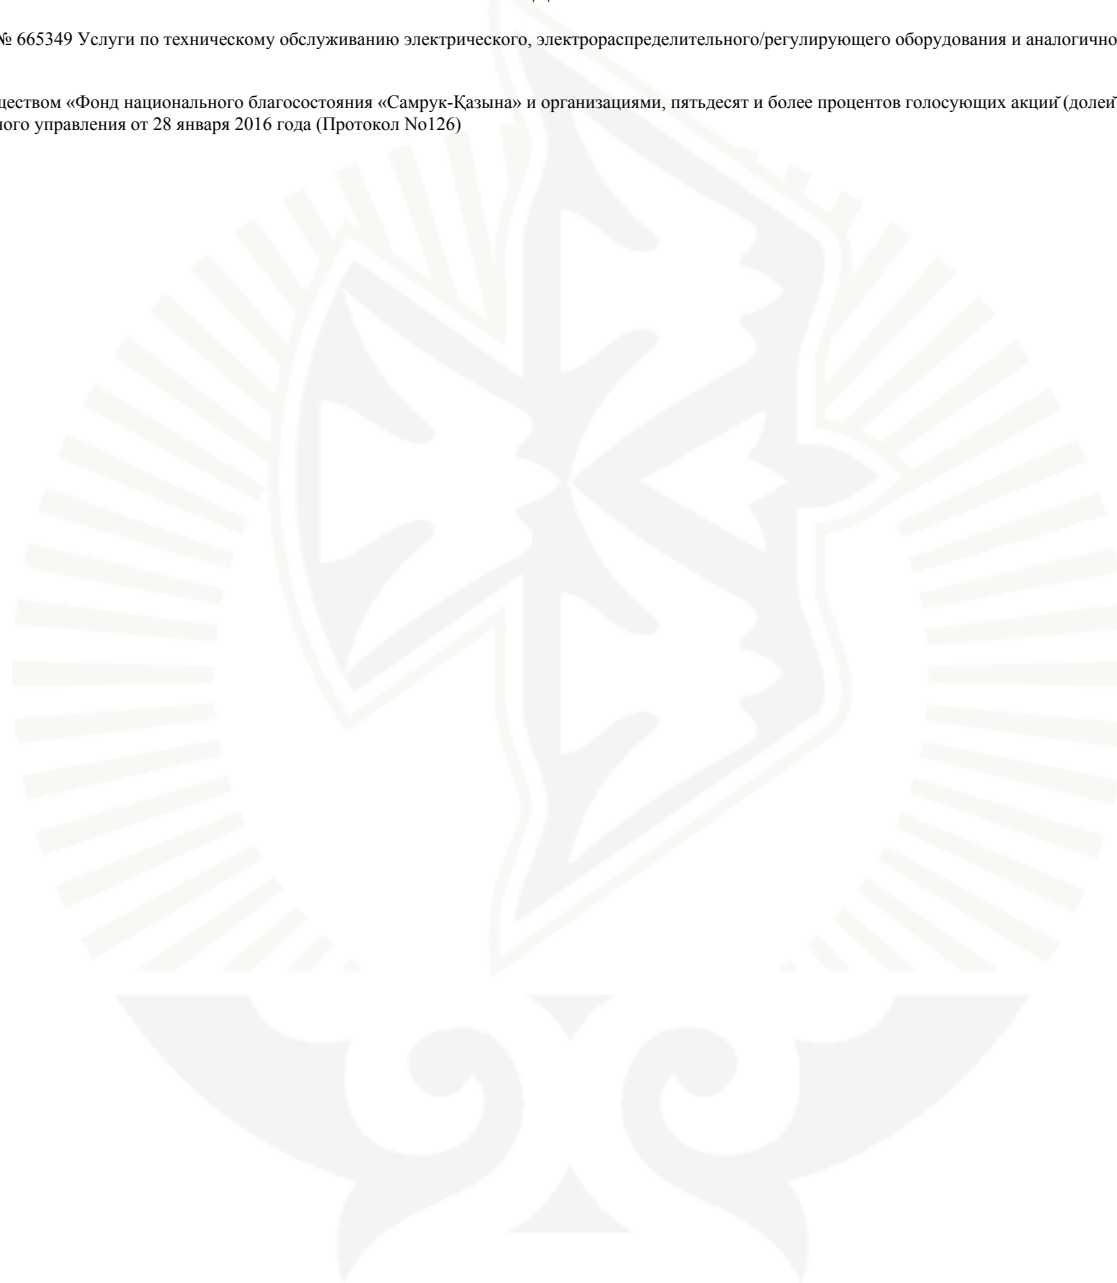 № 665349 Услуги по техническому обслуживанию электрического, электрораспределительного/регулирующего оборудования и аналогично
ществом «Фонд национального благосостояния «Самрук-Қазына» и организациями, пятьдесят и более процентов голосующих акций (долей
ного управления от 28 января 2016 года (Протокол No126)